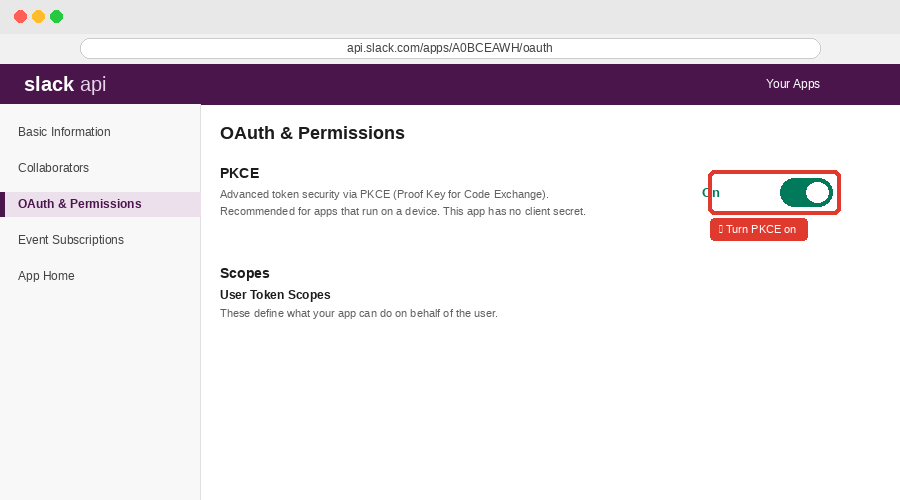 api.slack.com/apps/A0BCEAWH/oauth
slack api
Your Apps
Basic Information
Collaborators
OAuth & Permissions
Event Subscriptions
App Home
OAuth & Permissions
PKCE
Advanced token security via PKCE (Proof Key for Code Exchange).
Recommended for apps that run on a device. This app has no client secret.
On
Turn PKCE on
Scopes
User Token Scopes
These define what your app can do on behalf of the user.